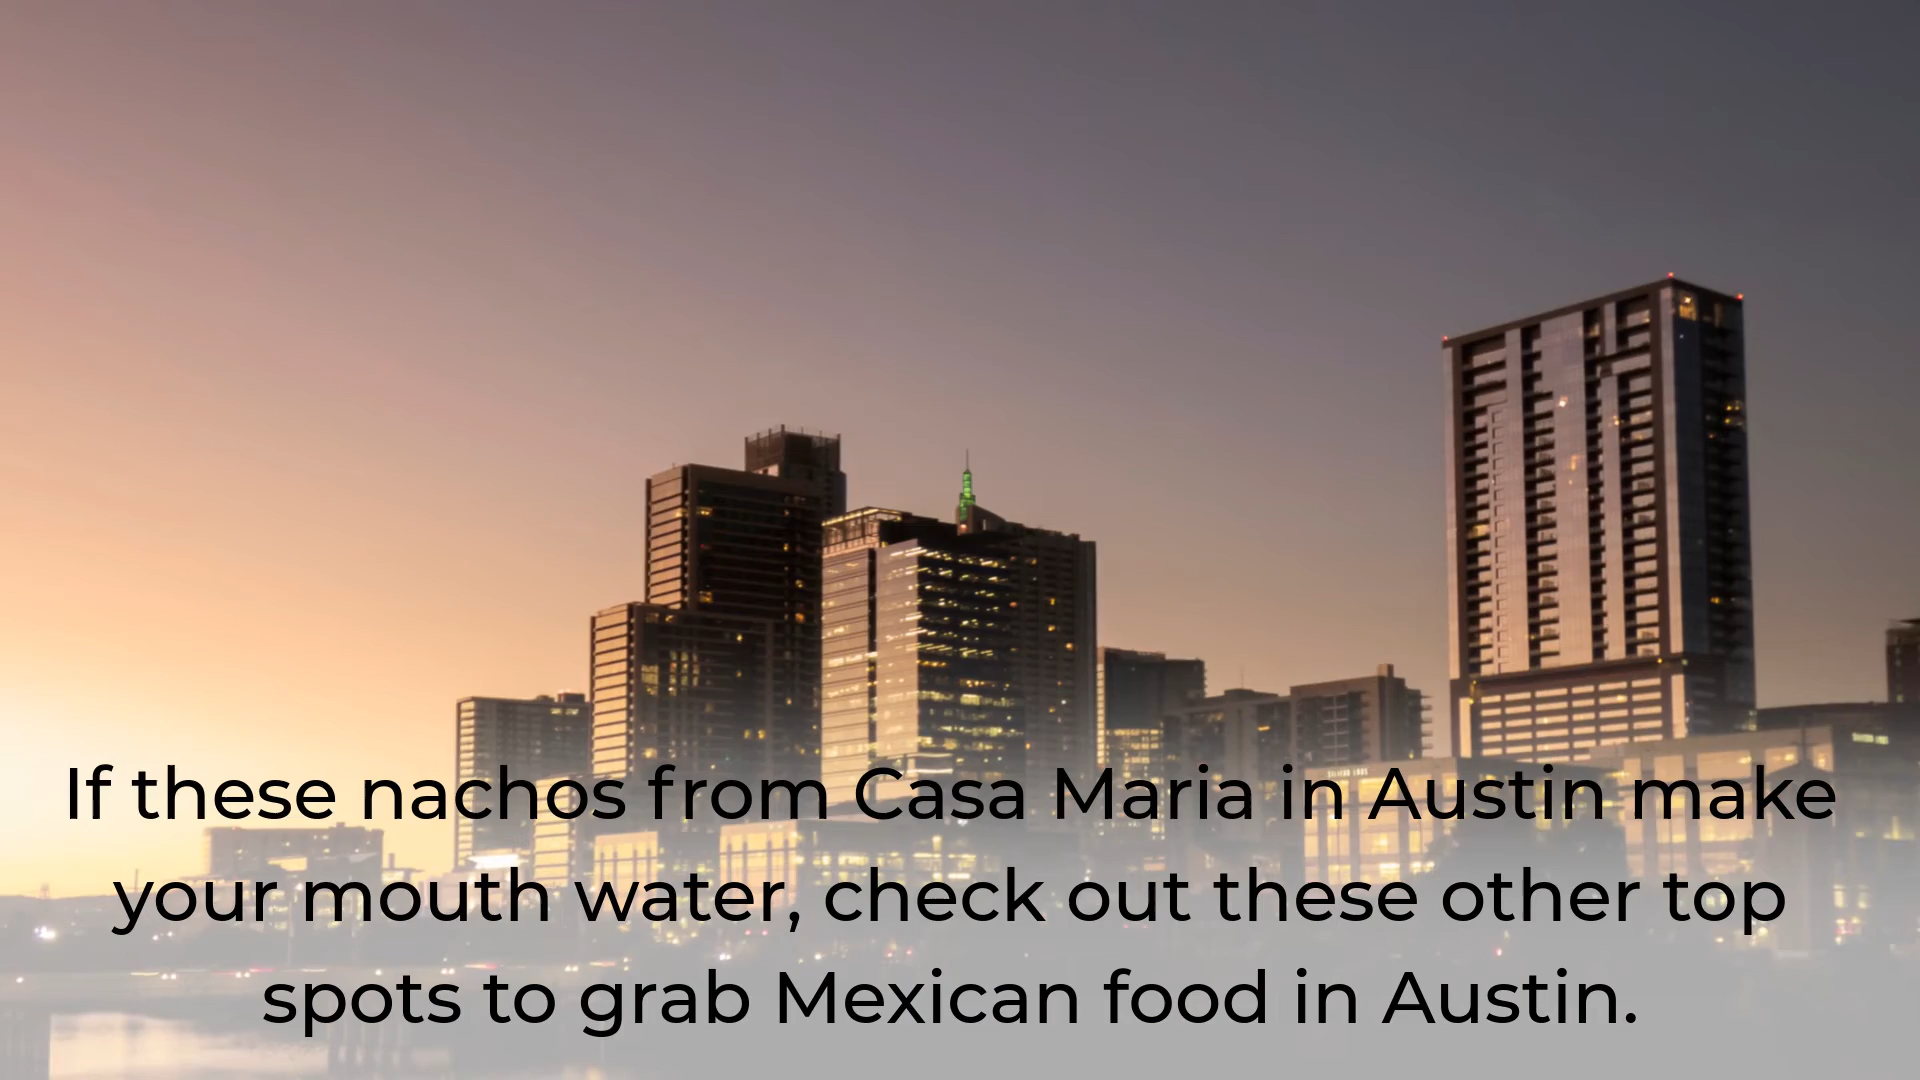 If these nachos from Casa Maria in Austin make
your mouth water, check out these other top
spots to grab Mexican food in Austin.